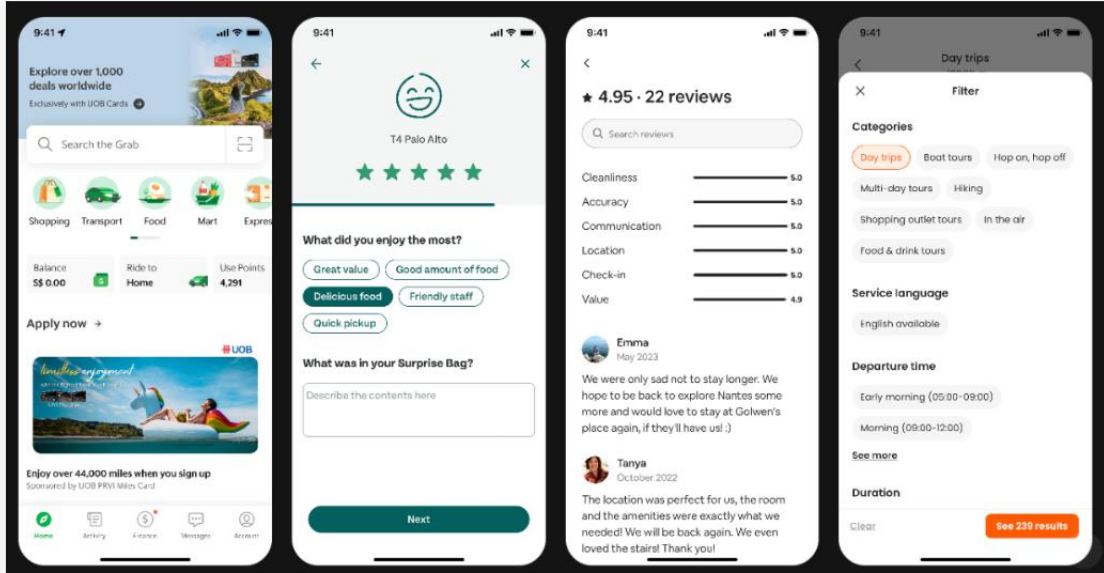 9:41
Explore over 1,000
deals worldwide
Exclusively with UOB Cards
Search the Grab
Shopping Transport Food Mart Expres
Balance
S$ 0.00
Ride to
Home
Use Points
4,291
Apply now →
UOB
limitless enjoyment
Enjoy over 44,000 miles when you sign up
Sponsored by UOB PRVI Miles Card
Home Activity Finance Messages Account
9:41
T4 Palo Alto
What did you enjoy the most?
Great value Good amount of food
Delicious food Friendly staff
Quick pickup
What was in your Surprise Bag?
Describe the contents here
Next
9:41
★ 4.95 · 22 reviews
Search reviews
Cleanliness 5.0
Accuracy 5.0
Communication 5.0
Location 5.0
Check-in 5.0
Value 4.9
Emma
May 2023
We were only sad not to stay longer. We
hope to be back to explore Nantes some
more and would love to stay at Golwen's
place again, if they'll have us! :)
Tanya
October 2022
The location was perfect for us, the room
and the amenities were exactly what we
needed! We will be back again. We even
loved the stairs! Thank you!
9:41
Day trips
Filter
Categories
Day trips Boat tours Hop on, hop off
Multi-day tours Hiking
Shopping outlet tours In the air
Food & drink tours
Service language
English available
Departure time
Early morning (05:00-09:00)
Morning (09:00-12:00)
See more
Duration
Clear See 239 results